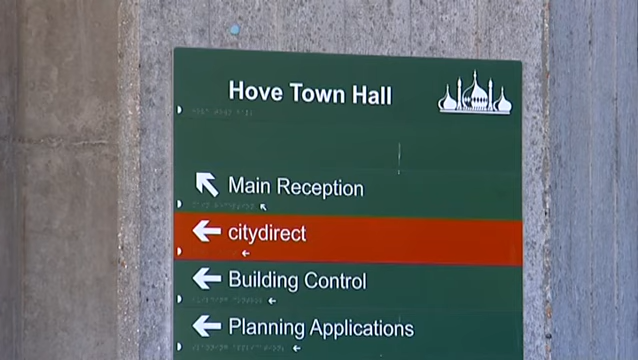 Hove Town Hall
Main Reception
citydirect
Building Control
Planning Applications